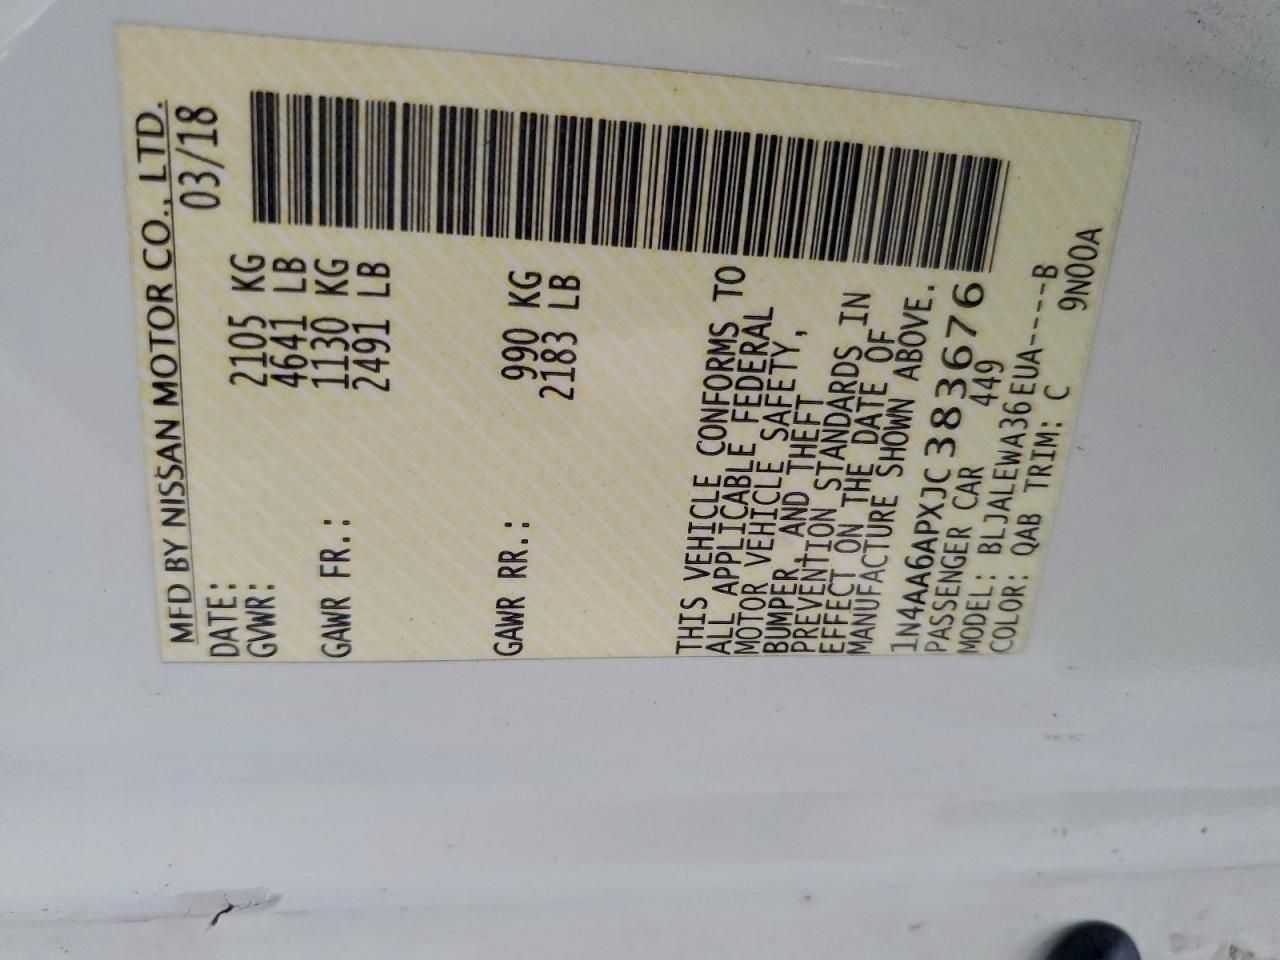 MFD BY NISSAN MOTOR CO., LTD.
DATE: 03/18
GVWR: 2105 KG
4641 LB
GAWR FR.: 1130 KG
2491 LB
GAWR RR.: 990 KG
2183 LB
THIS VEHICLE CONFORMS TO
ALL APPLICABLE FEDERAL
MOTOR VEHICLE SAFETY,
BUMPER AND THEFT
PREVENTION STANDARDS IN
EFFECT ON THE DATE OF
MANUFACTURE SHOWN ABOVE.
1N4AA6APXJC383676
PASSENGER CAR 449
MODEL: BLJALEWA36EUA----B
COLOR: QAB TRIM: C 9N00A